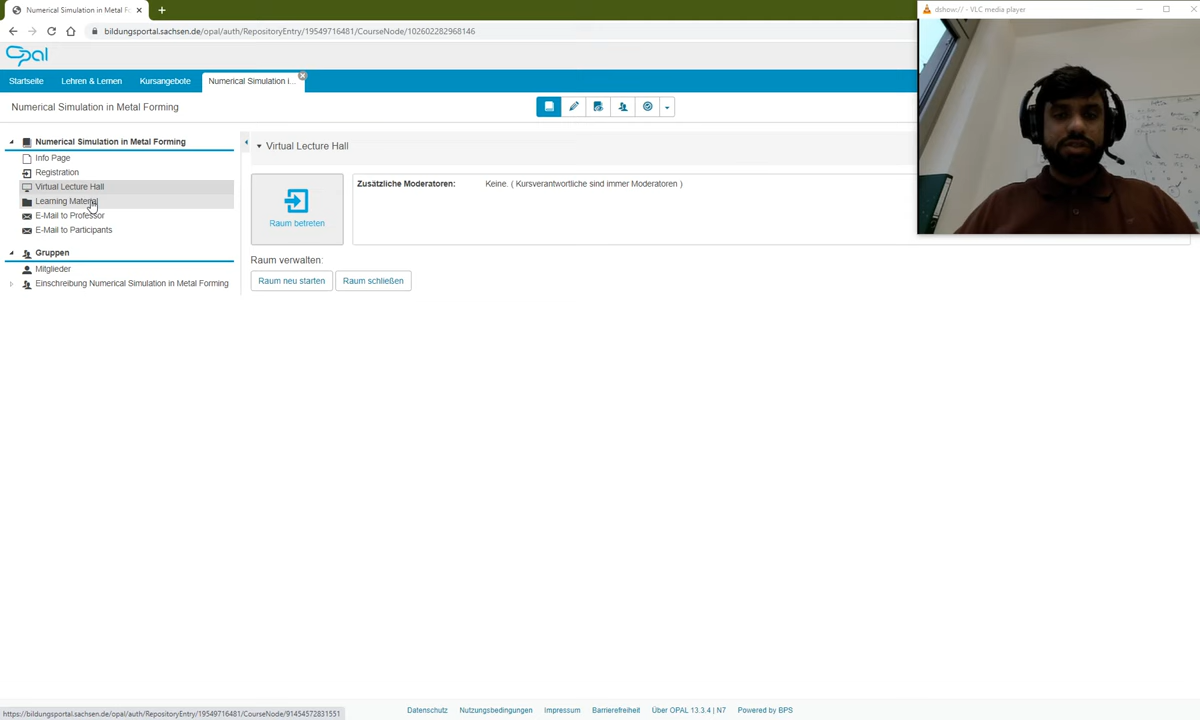 Numerical Simulation in Metal F
dshow:// - VLC media player
bildungsportal.sachsen.de/opal/auth/RepositoryEntry/19549716481/CourseNode/102602282968146
Opal
Startseite
Lehren & Lernen
Kursangebote
Numerical Simulation i...
Numerical Simulation in Metal Forming
Numerical Simulation in Metal Forming
Info Page
Registration
Virtual Lecture Hall
Learning Material
E-Mail to Professor
E-Mail to Participants
Gruppen
Mitglieder
Einschreibung Numerical Simulation in Metal Forming
Virtual Lecture Hall
Raum betreten
Zusätzliche Moderatoren: Keine. ( Kursverantwortliche sind immer Moderatoren )
Raum verwalten:
Raum neu starten
Raum schließen
https://bildungsportal.sachsen.de/opal/auth/RepositoryEntry/19549716481/CourseNode/91454572831551
Datenschutz
Nutzungsbedingungen
Impressum
Barrierefreiheit
Über OPAL 13.3.4 | N7
Powered by BPS